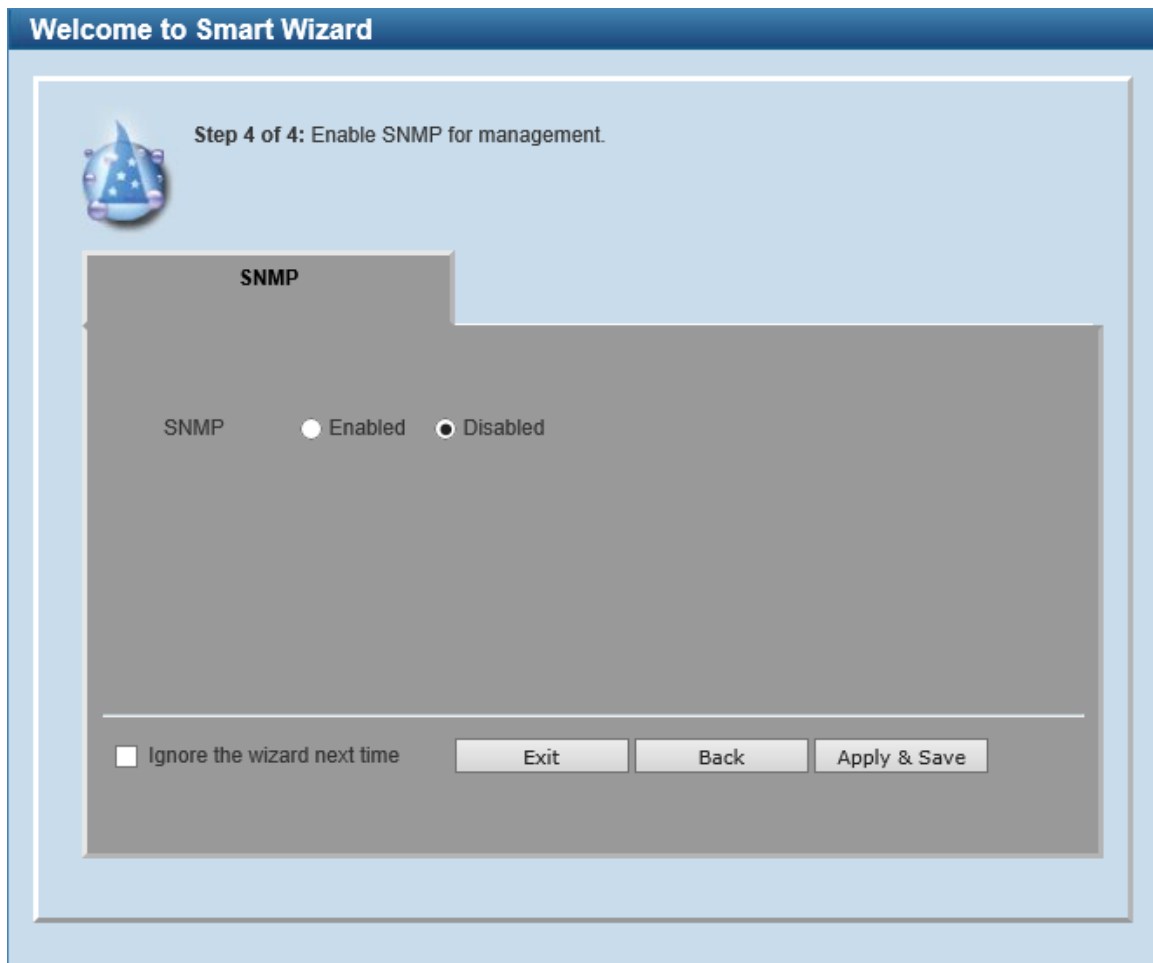 Welcome to Smart Wizard
Step 4 of 4: Enable SNMP for management.
SNMP
SNMP Enabled Disabled
Ignore the wizard next time Exit Back Apply & Save